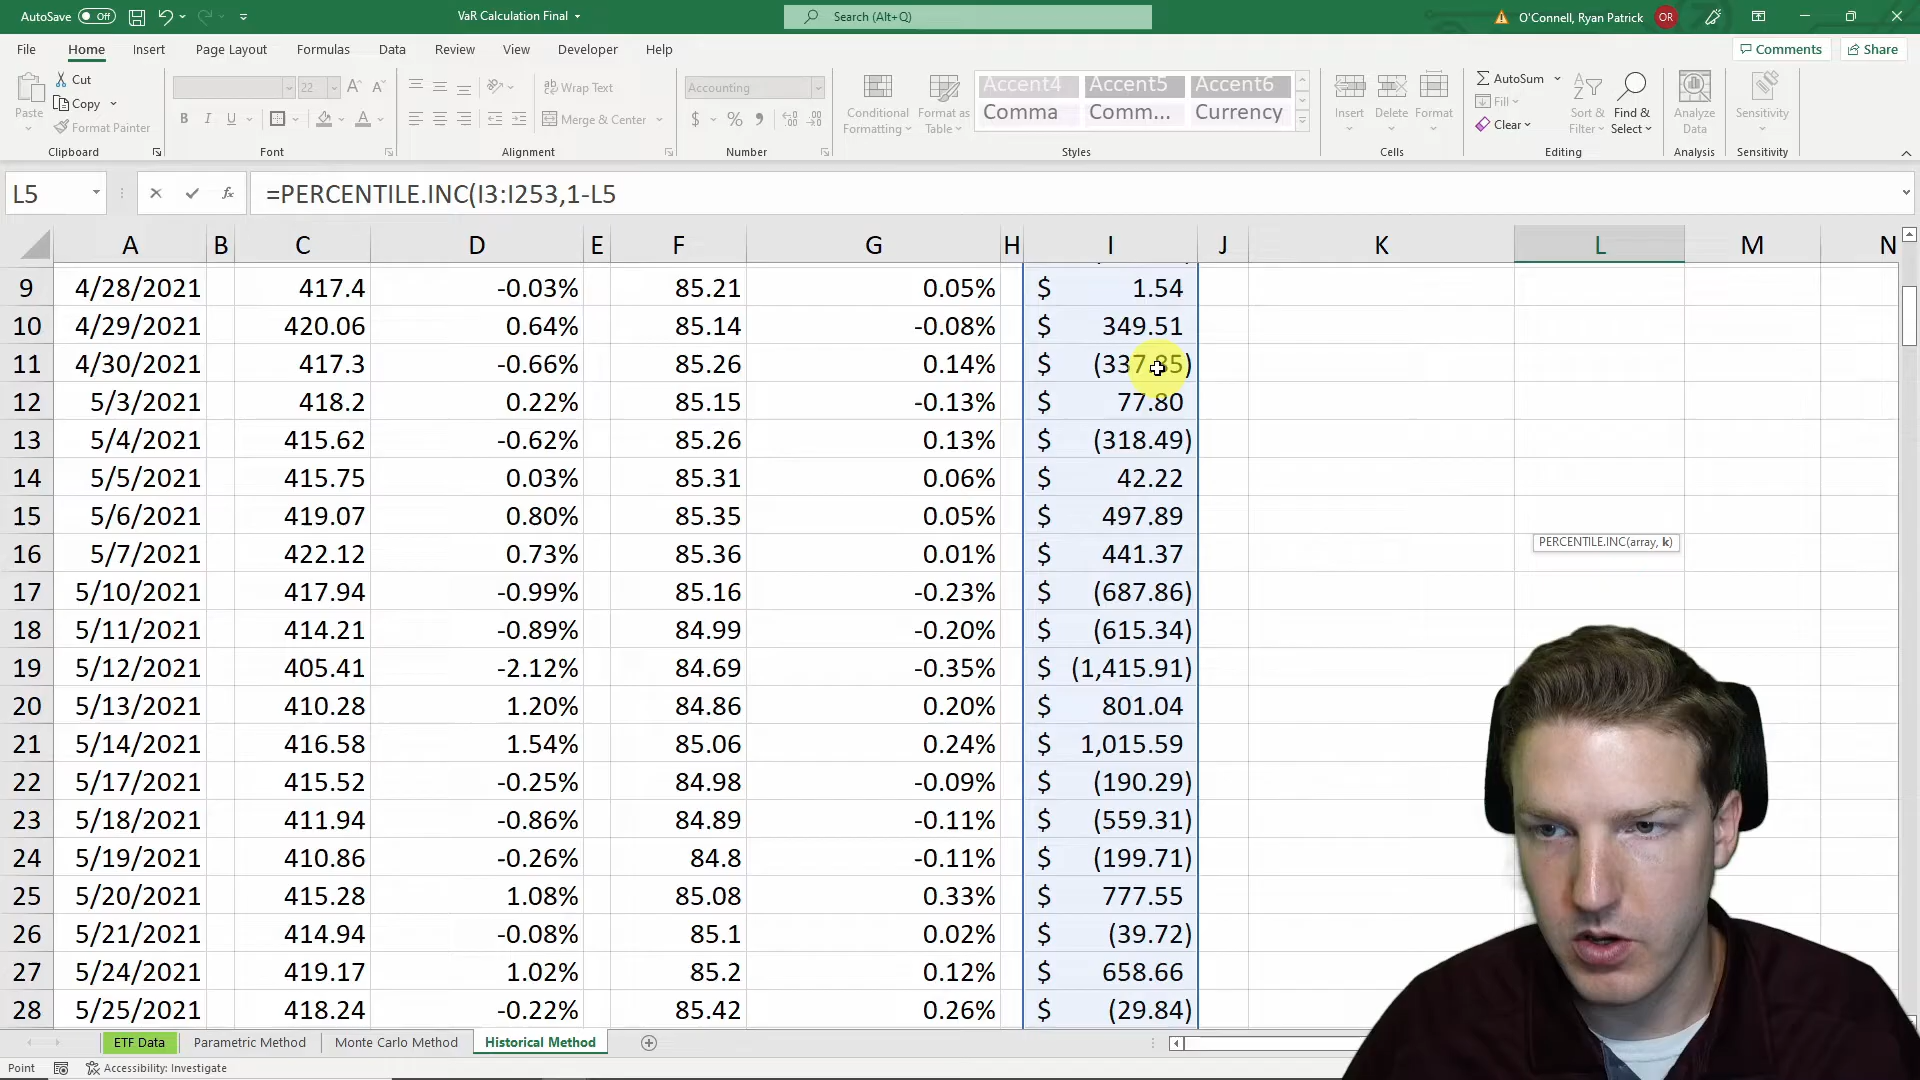 AutoSave Off
VaR Calculation Final
Search (Alt+Q)
O'Connell, Ryan Patrick OR
File Home Insert Page Layout Formulas Data Review View Developer Help
Comments Share
Paste
Cut
Copy
Format Painter
Clipboard
22
B I U
Font
Wrap Text
Merge & Center
Alignment
Accounting
$ % 9
Number
Conditional Formatting
Format as Table
Accent4 Accent5 Accent6
Comma Comm... Currency
Styles
Insert Delete Format
Cells
AutoSum
Fill
Clear
Sort & Filter
Find & Select
Editing
Analyze Data
Analysis
Sensitivity
Sensitivity
L5 fx =PERCENTILE.INC(I3:I253,1-L5
A B C D E F G H I J K L M N
9 4/28/2021 417.4 -0.03% 85.21 0.05% $ 1.54
10 4/29/2021 420.06 0.64% 85.14 -0.08% $ 349.51
11 4/30/2021 417.3 -0.66% 85.26 0.14% $ (337.85)
12 5/3/2021 418.2 0.22% 85.15 -0.13% $ 77.80
13 5/4/2021 415.62 -0.62% 85.26 0.13% $ (318.49)
14 5/5/2021 415.75 0.03% 85.31 0.06% $ 42.22
15 5/6/2021 419.07 0.80% 85.35 0.05% $ 497.89
PERCENTILE.INC(array, k)
16 5/7/2021 422.12 0.73% 85.36 0.01% $ 441.37
17 5/10/2021 417.94 -0.99% 85.16 -0.23% $ (687.86)
18 5/11/2021 414.21 -0.89% 84.99 -0.20% $ (615.34)
19 5/12/2021 405.41 -2.12% 84.69 -0.35% $ (1,415.91)
20 5/13/2021 410.28 1.20% 84.86 0.20% $ 801.04
21 5/14/2021 416.58 1.54% 85.06 0.24% $ 1,015.59
22 5/17/2021 415.52 -0.25% 84.98 -0.09% $ (190.29)
23 5/18/2021 411.94 -0.86% 84.89 -0.11% $ (559.31)
24 5/19/2021 410.86 -0.26% 84.8 -0.11% $ (199.71)
25 5/20/2021 415.28 1.08% 85.08 0.33% $ 777.55
26 5/21/2021 414.94 -0.08% 85.1 0.02% $ (39.72)
27 5/24/2021 419.17 1.02% 85.2 0.12% $ 658.66
28 5/25/2021 418.24 -0.22% 85.42 0.26% $ (29.84)
ETF Data Parametric Method Monte Carlo Method Historical Method
Point Accessibility: Investigate